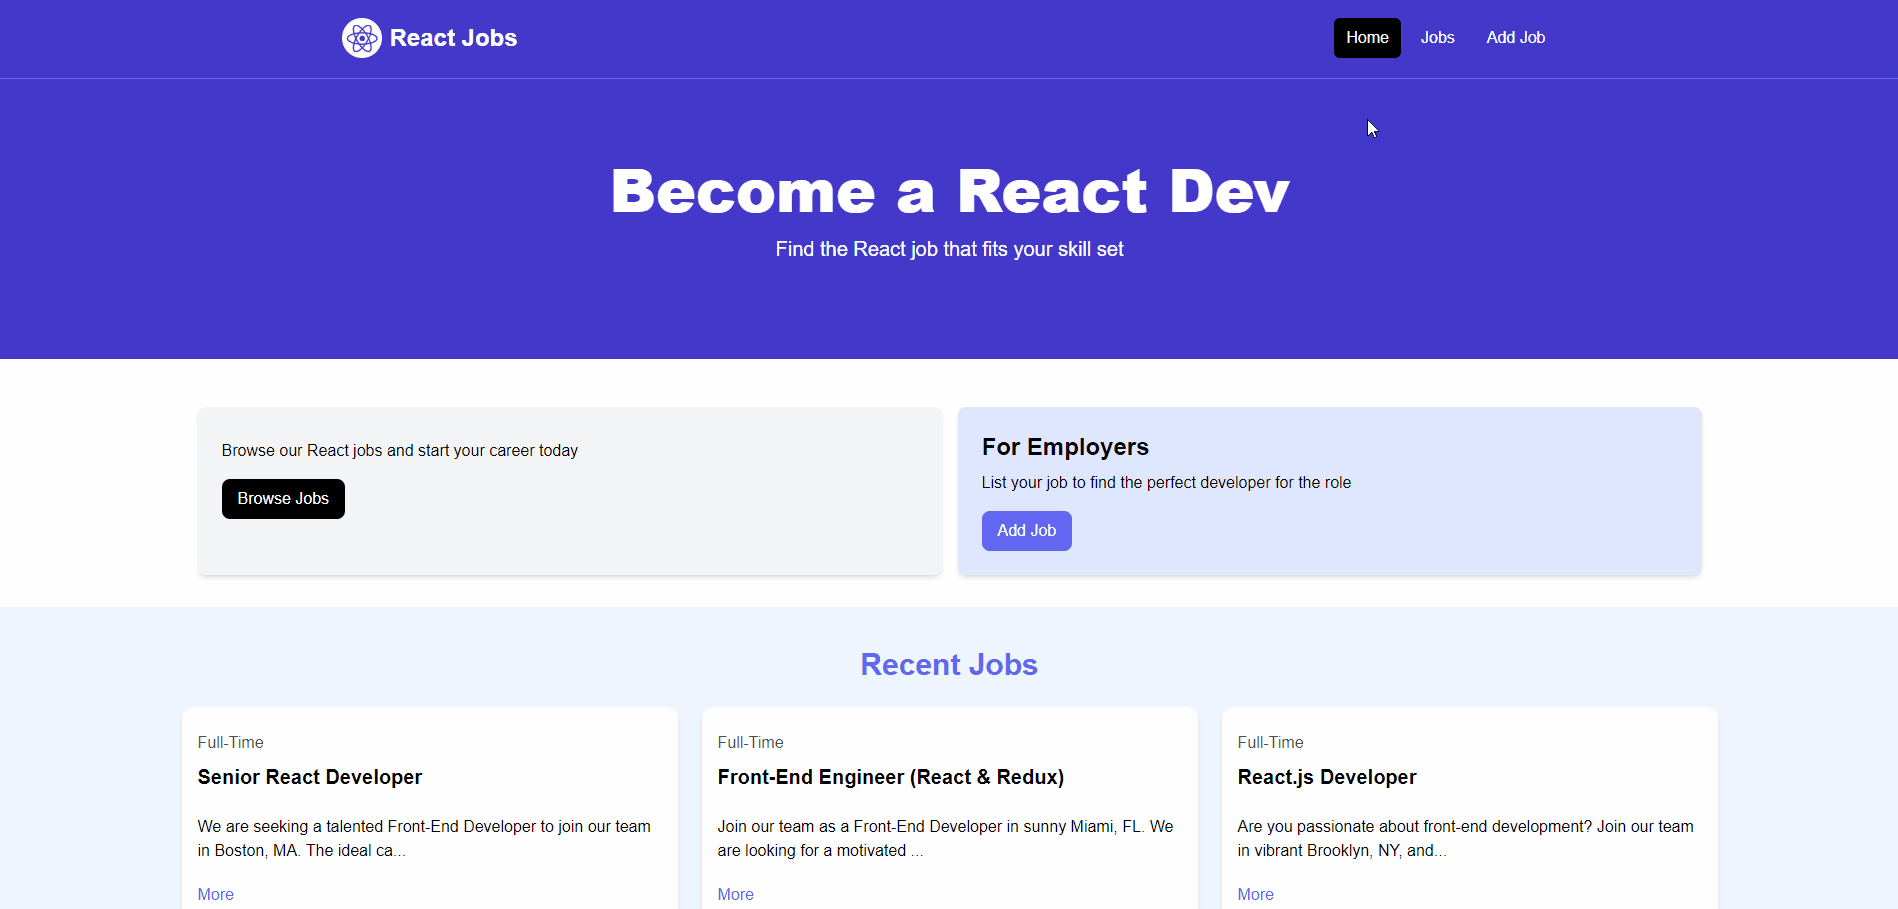 React Jobs
Home
Jobs
Add Job
Become a React Dev
Find the React job that fits your skill set
Browse our React jobs and start your career today
Browse Jobs
For Employers
List your job to find the perfect developer for the role
Add Job
Recent Jobs
Full-Time
Senior React Developer
We are seeking a talented Front-End Developer to join our team
in Boston, MA. The ideal ca...
More
Full-Time
Front-End Engineer (React & Redux)
Join our team as a Front-End Developer in sunny Miami, FL. We
are looking for a motivated ...
More
Full-Time
React.js Developer
Are you passionate about front-end development? Join our team
in vibrant Brooklyn, NY, and...
More